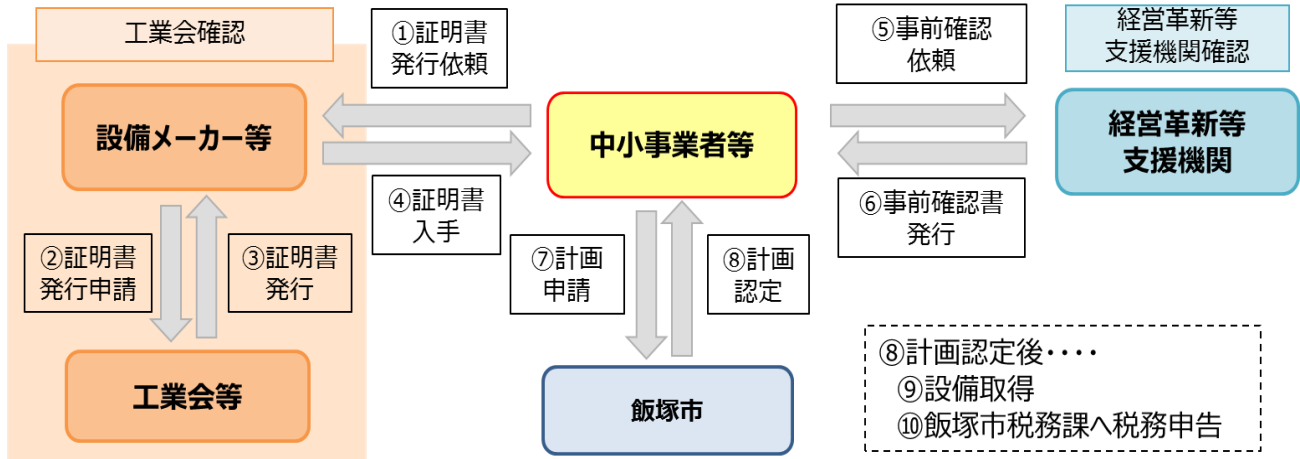 工業会確認
①証明書
発行依頼
⑤事前確認
依頼
経営革新等
支援機関確認
設備メーカー等
中小事業者等
経営革新等
支援機関
④証明書
入手
⑥事前確認書
発行
②証明書
発行申請
③証明書
発行
⑦計画
申請
⑧計画
認定
工業会等
飯塚市
⑧計画認定後・・・・
⑨設備取得
⑩飯塚市税務課へ税務申告